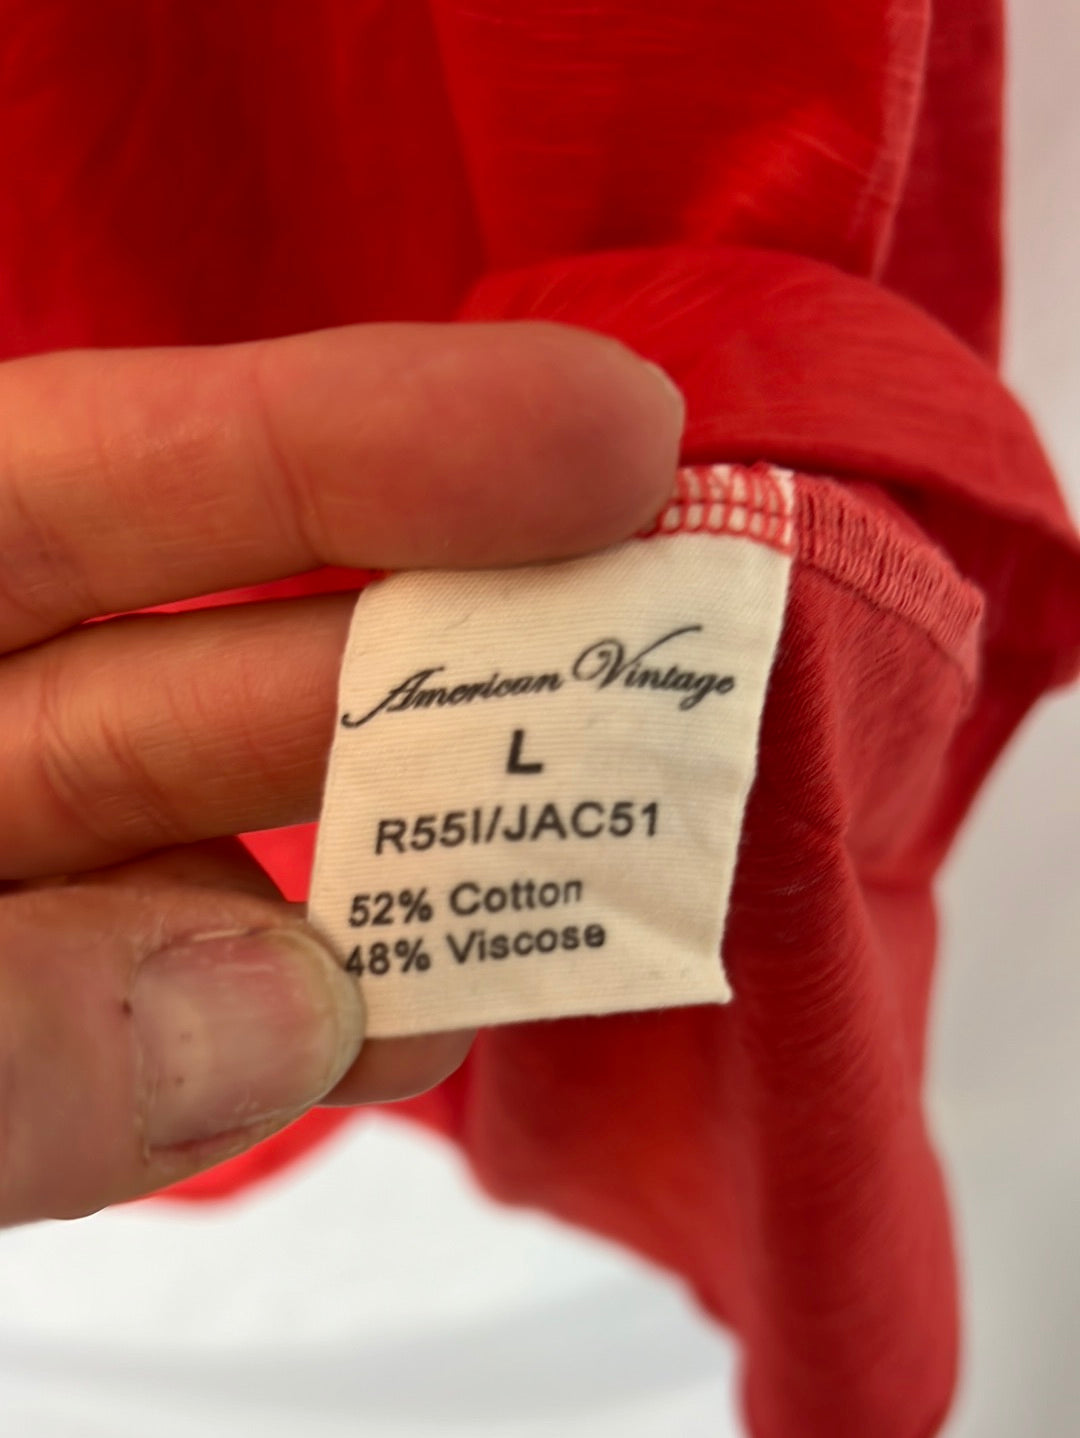 American Vintage
L
R55I/JAC51
52% Cotton
48% Viscose